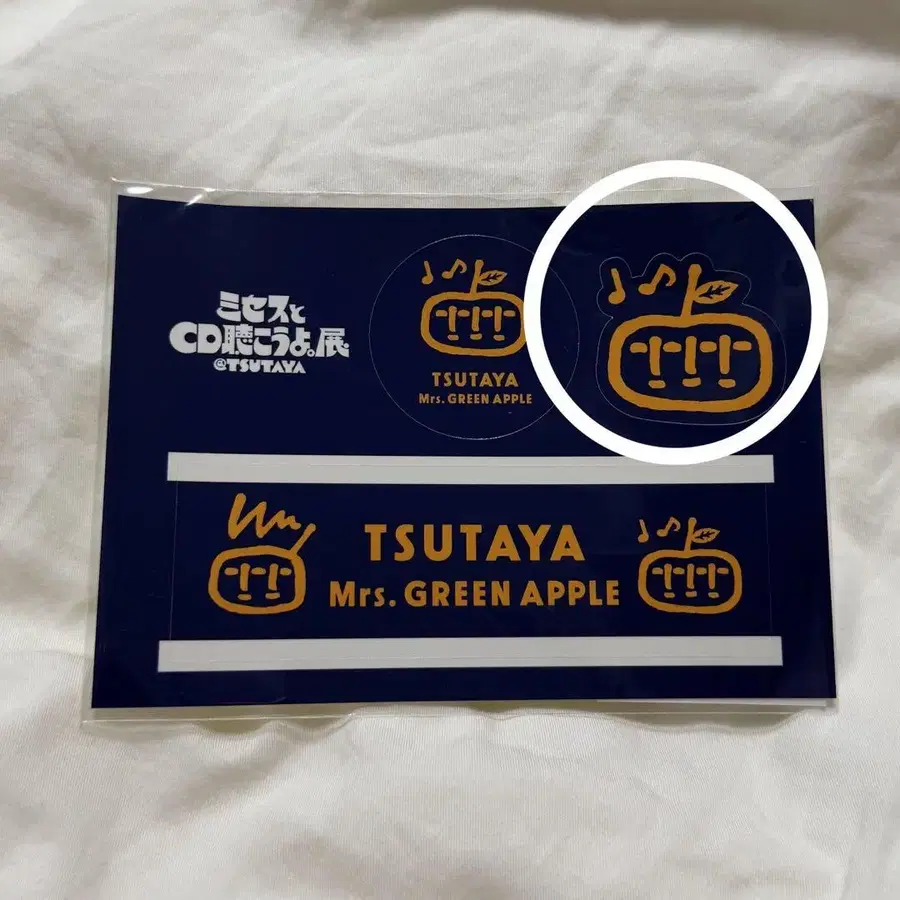 ミセスと
CD聴こうよ。展
@TSUTAYA
TSUTAYA
Mrs. GREEN APPLE
TSUTAYA
Mrs. GREEN APPLE